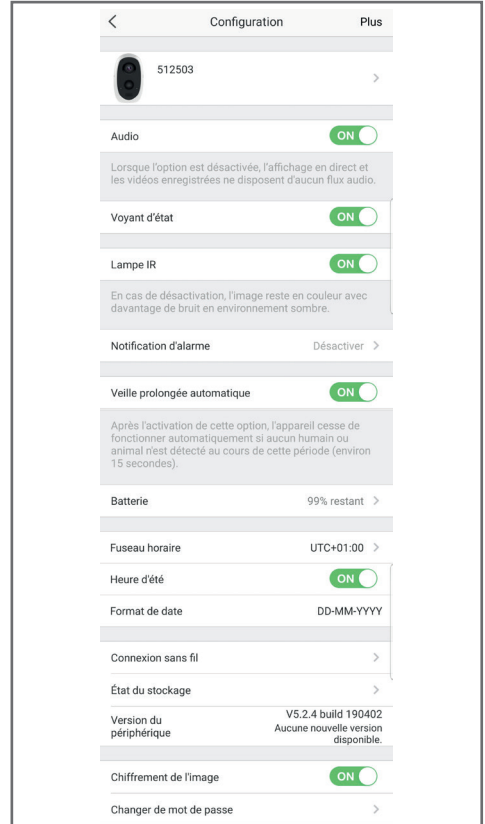 Configuration Plus
512503
Audio ON
Lorsque l'option est désactivée, l'affichage en direct et
les vidéos enregistrées ne disposent d'aucun flux audio.
Voyant d'état ON
Lampe IR ON
En cas de désactivation, l'image reste en couleur avec
davantage de bruit en environnement sombre.
Notification d'alarme Désactiver
Veille prolongée automatique ON
Après l'activation de cette option, l'appareil cesse de
fonctionner automatiquement si aucun humain ou
animal n'est détecté au cours de cette période (environ
15 secondes).
Batterie 99% restant
Fuseau horaire UTC+01:00
Heure d'été ON
Format de date DD-MM-YYYY
Connexion sans fil
État du stockage
Version du
périphérique
V5.2.4 build 190402
Aucune nouvelle version
disponible.
Chiffrement de l'image ON
Changer de mot de passe